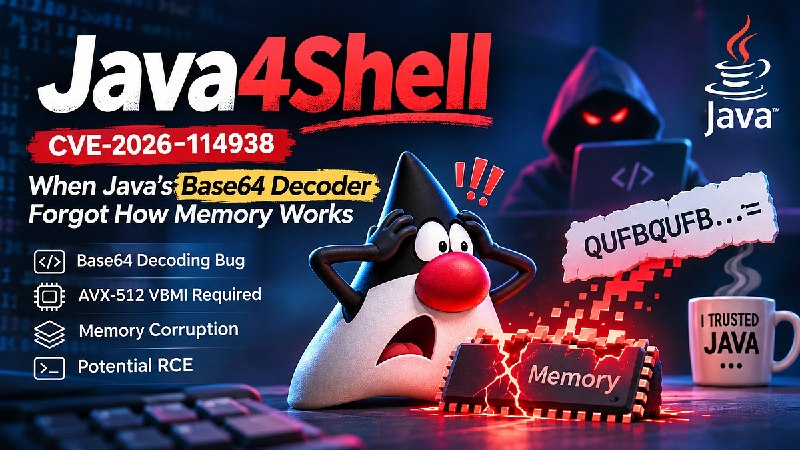 Java4Shell
CVE-2026-114938
When Java's Base64 Decoder
Forgot How Memory Works
</> Base64 Decoding Bug
AVX-512 VBMI Required
Memory Corruption
>_ Potential RCE
!!!
</>
Java™
QUFBQUFB...=
Memory
I TRUSTED
JAVA
...